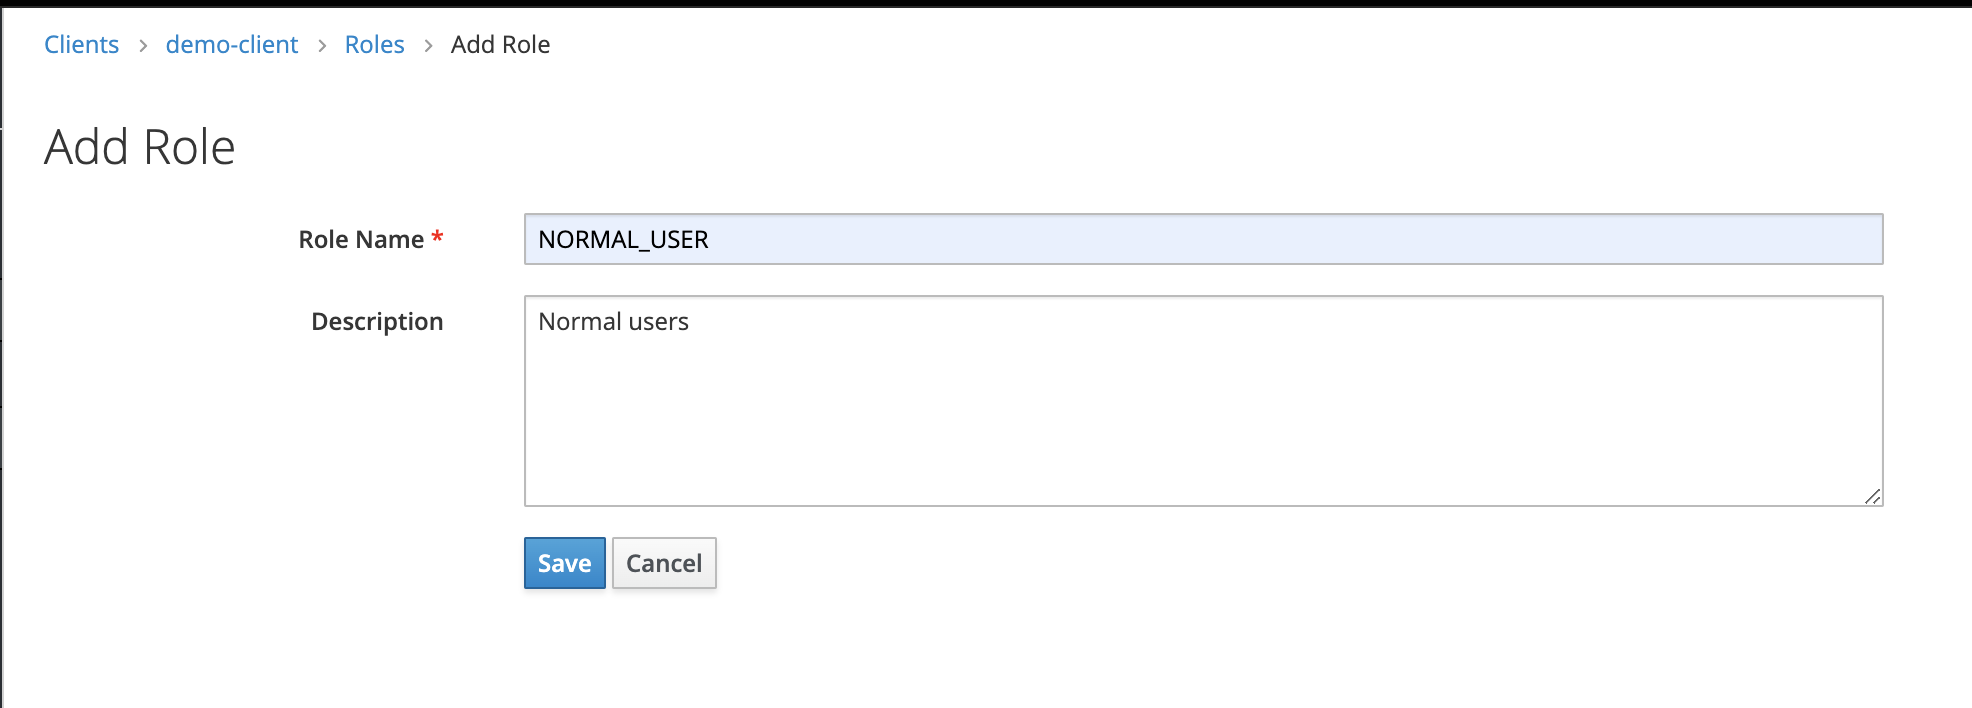 Clients > demo-client > Roles > Add Role
Add Role
Role Name * NORMAL_USER
Description Normal users
Save Cancel